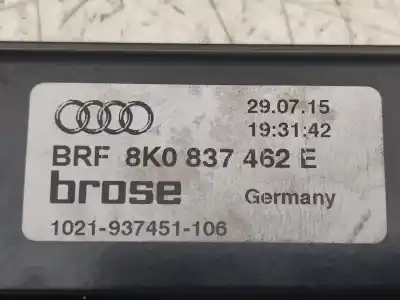 29.07.15
19:31:42
BRF 8K0 837 462 E
brose Germany
1021-937451-106